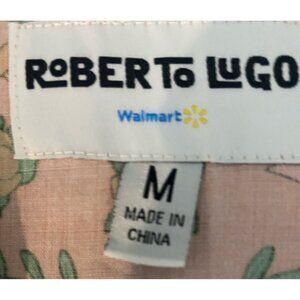 ROBERTO LUGO
Walmart
M
MADE IN
CHINA